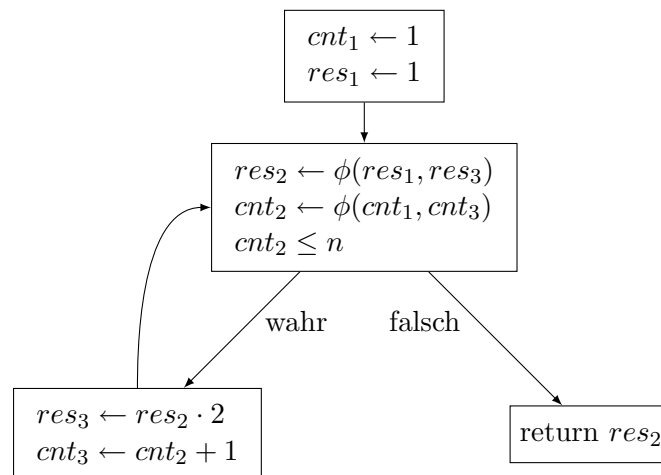 cnt₁ ← 1
res₁ ← 1
res₂ ← ϕ(res₁, res₃)
cnt₂ ← ϕ(cnt₁, cnt₃)
cnt₂ ≤ n
wahr
falsch
res₃ ← res₂ · 2
cnt₃ ← cnt₂ + 1
return res₂